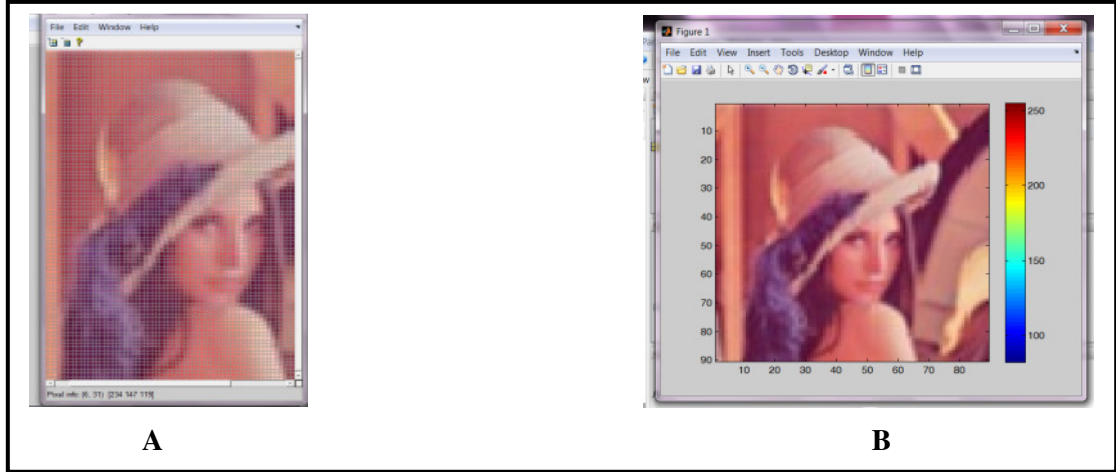 File Edit Window Help
Pixel info: (6, 31) [234 147 119]
A
Figure 1
File Edit View Insert Tools Desktop Window Help
10
20
30
40
50
60
70
80
90
10 20 30 40 50 60 70 80
250
200
150
100
B